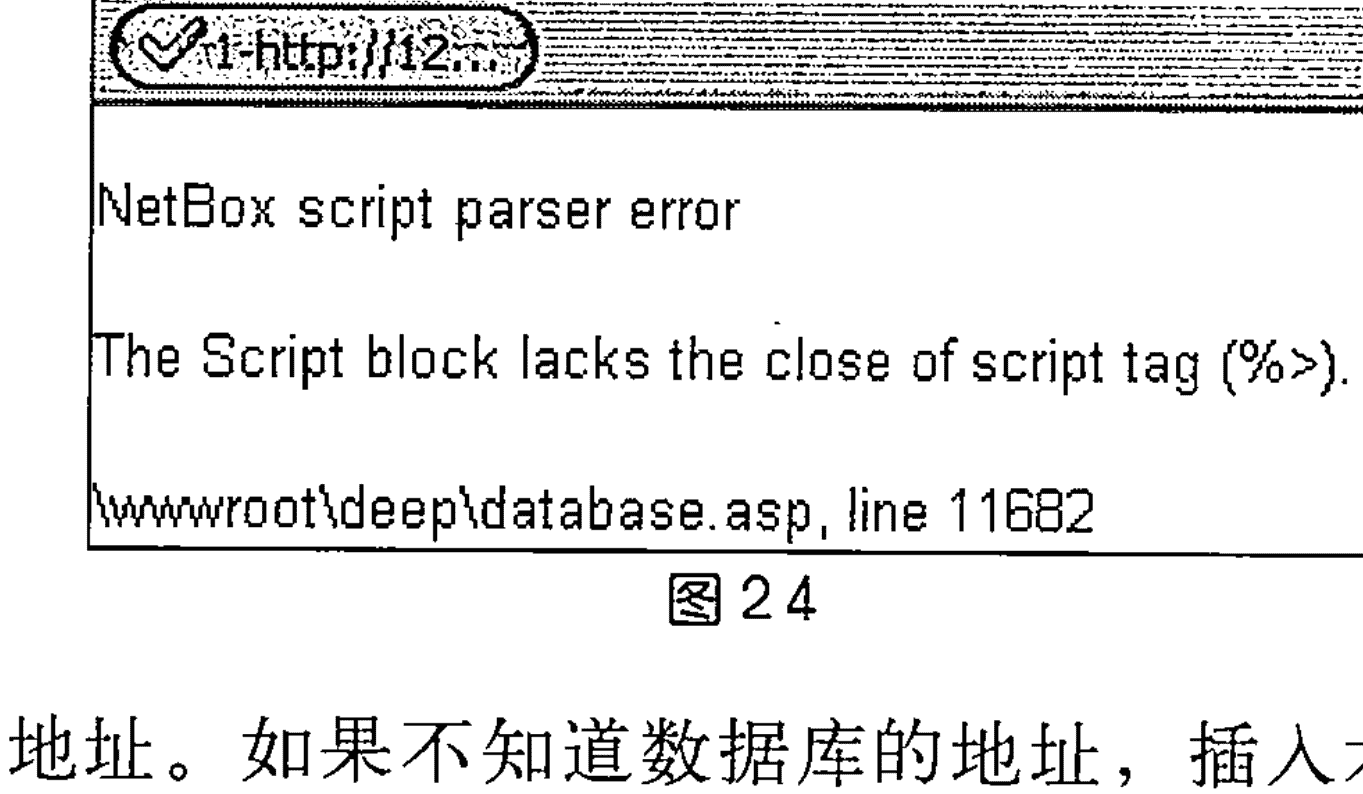 1-http://12...
NetBox script parser error
The Script block lacks the close of script tag (%>).
\wwwroot\deep\database.asp, line 11682
图 24
地址。如果不知道数据库的地址，插入